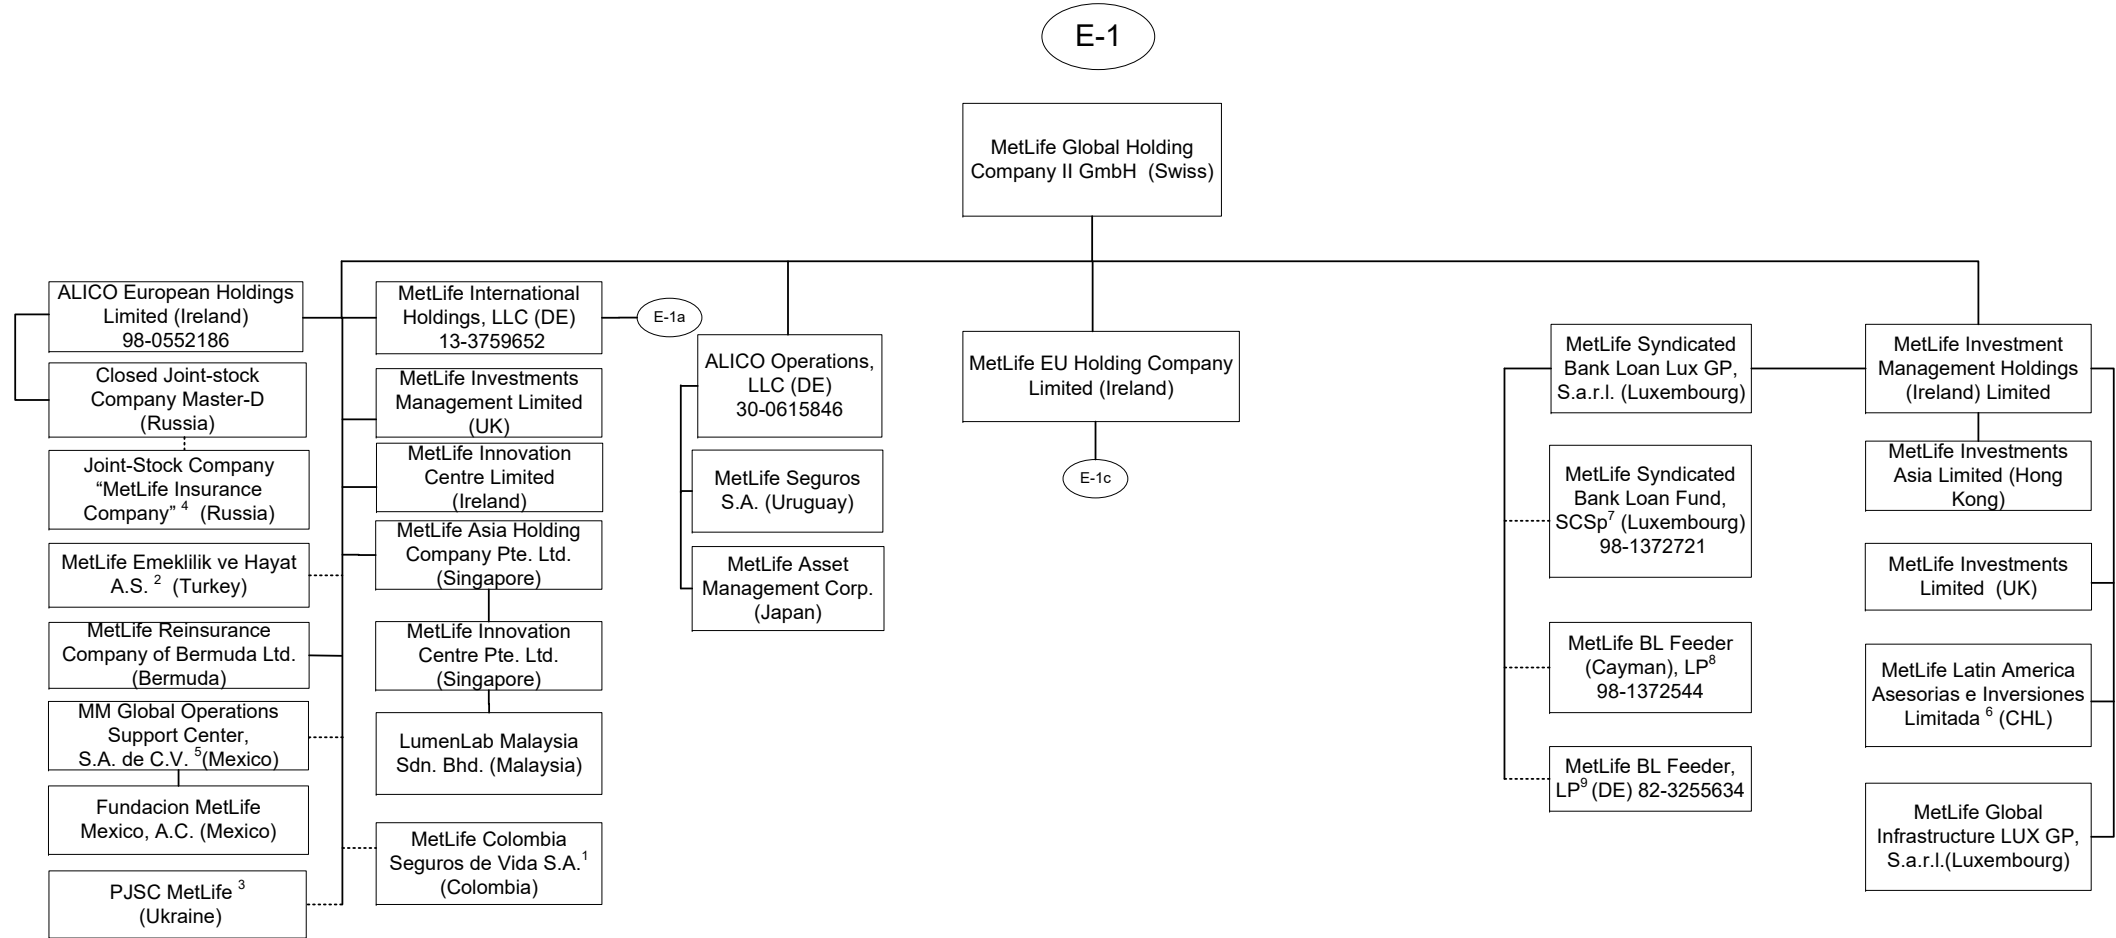 E-1
MetLife Global Holding
Company II GmbH (Swiss)
ALICO European Holdings
Limited (Ireland)
98-0552186
Closed Joint-stock
Company Master-D
(Russia)
Joint-Stock Company
“MetLife Insurance
Company” 4 (Russia)
MetLife Emeklilik ve Hayat
A.S. 2 (Turkey)
MetLife Reinsurance
Company of Bermuda Ltd.
(Bermuda)
MM Global Operations
Support Center,
S.A. de C.V. 5(Mexico)
Fundacion MetLife
Mexico, A.C. (Mexico)
PJSC MetLife 3
(Ukraine)
MetLife International
Holdings, LLC (DE)
13-3759652
E-1a
MetLife Investments
Management Limited
(UK)
MetLife Innovation
Centre Limited
(Ireland)
MetLife Asia Holding
Company Pte. Ltd.
(Singapore)
MetLife Innovation
Centre Pte. Ltd.
(Singapore)
LumenLab Malaysia
Sdn. Bhd. (Malaysia)
MetLife Colombia
Seguros de Vida S.A.1
(Colombia)
ALICO Operations,
LLC (DE)
30-0615846
MetLife Seguros
S.A. (Uruguay)
MetLife Asset
Management Corp.
(Japan)
MetLife EU Holding Company
Limited (Ireland)
E-1c
MetLife Syndicated
Bank Loan Lux GP,
S.a.r.l. (Luxembourg)
MetLife Syndicated
Bank Loan Fund,
SCSp7 (Luxembourg)
98-1372721
MetLife BL Feeder
(Cayman), LP8
98-1372544
MetLife BL Feeder,
LP9 (DE) 82-3255634
MetLife Investment
Management Holdings
(Ireland) Limited
MetLife Investments
Asia Limited (Hong
Kong)
MetLife Investments
Limited (UK)
MetLife Latin America
Asesorias e Inversiones
Limitada 6 (CHL)
MetLife Global
Infrastructure LUX GP,
S.a.r.l.(Luxembourg)